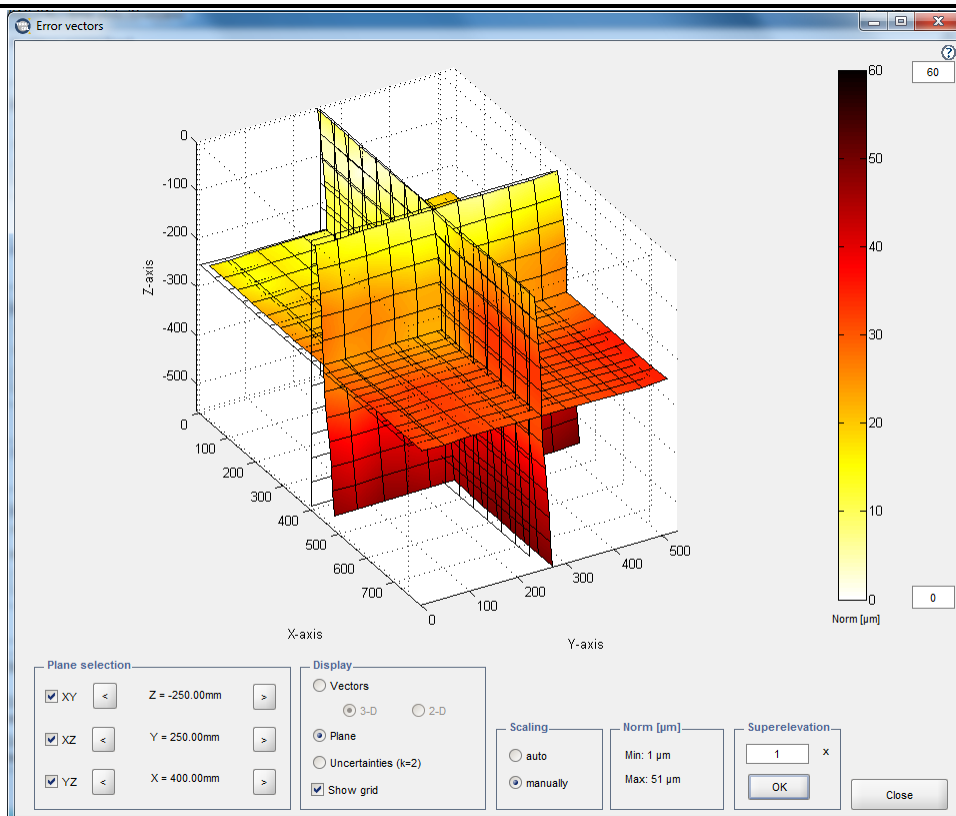 Error vectors
60
60
50
40
30
20
10
0
0
Norm [µm]
0
-100
-200
-300
-400
-500
Z-axis
0
100
200
300
400
500
600
700
X-axis
0
100
200
300
400
500
Y-axis
Plane selection
XY < Z = -250.00mm >
XZ < Y = 250.00mm >
YZ < X = 400.00mm >
Display
Vectors
3-D 2-D
Plane
Uncertainties (k=2)
Show grid
Scaling
auto
manually
Norm [µm]
Min: 1 µm
Max: 51 µm
Superelevation
1 x
OK
Close